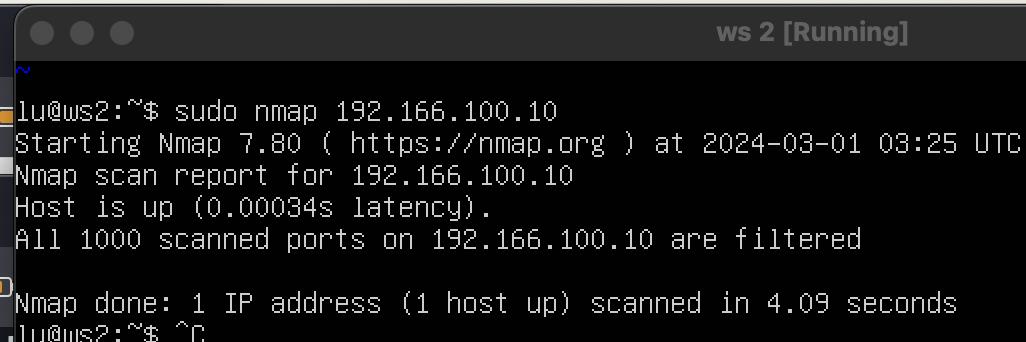 ws 2 [Running]
~
lu@ws2:~$ sudo nmap 192.166.100.10
Starting Nmap 7.80 ( https://nmap.org ) at 2024-03-01 03:25 UTC
Nmap scan report for 192.166.100.10
Host is up (0.00034s latency).
All 1000 scanned ports on 192.166.100.10 are filtered
Nmap done: 1 IP address (1 host up) scanned in 4.09 seconds
lu@ws2:~$ ^C